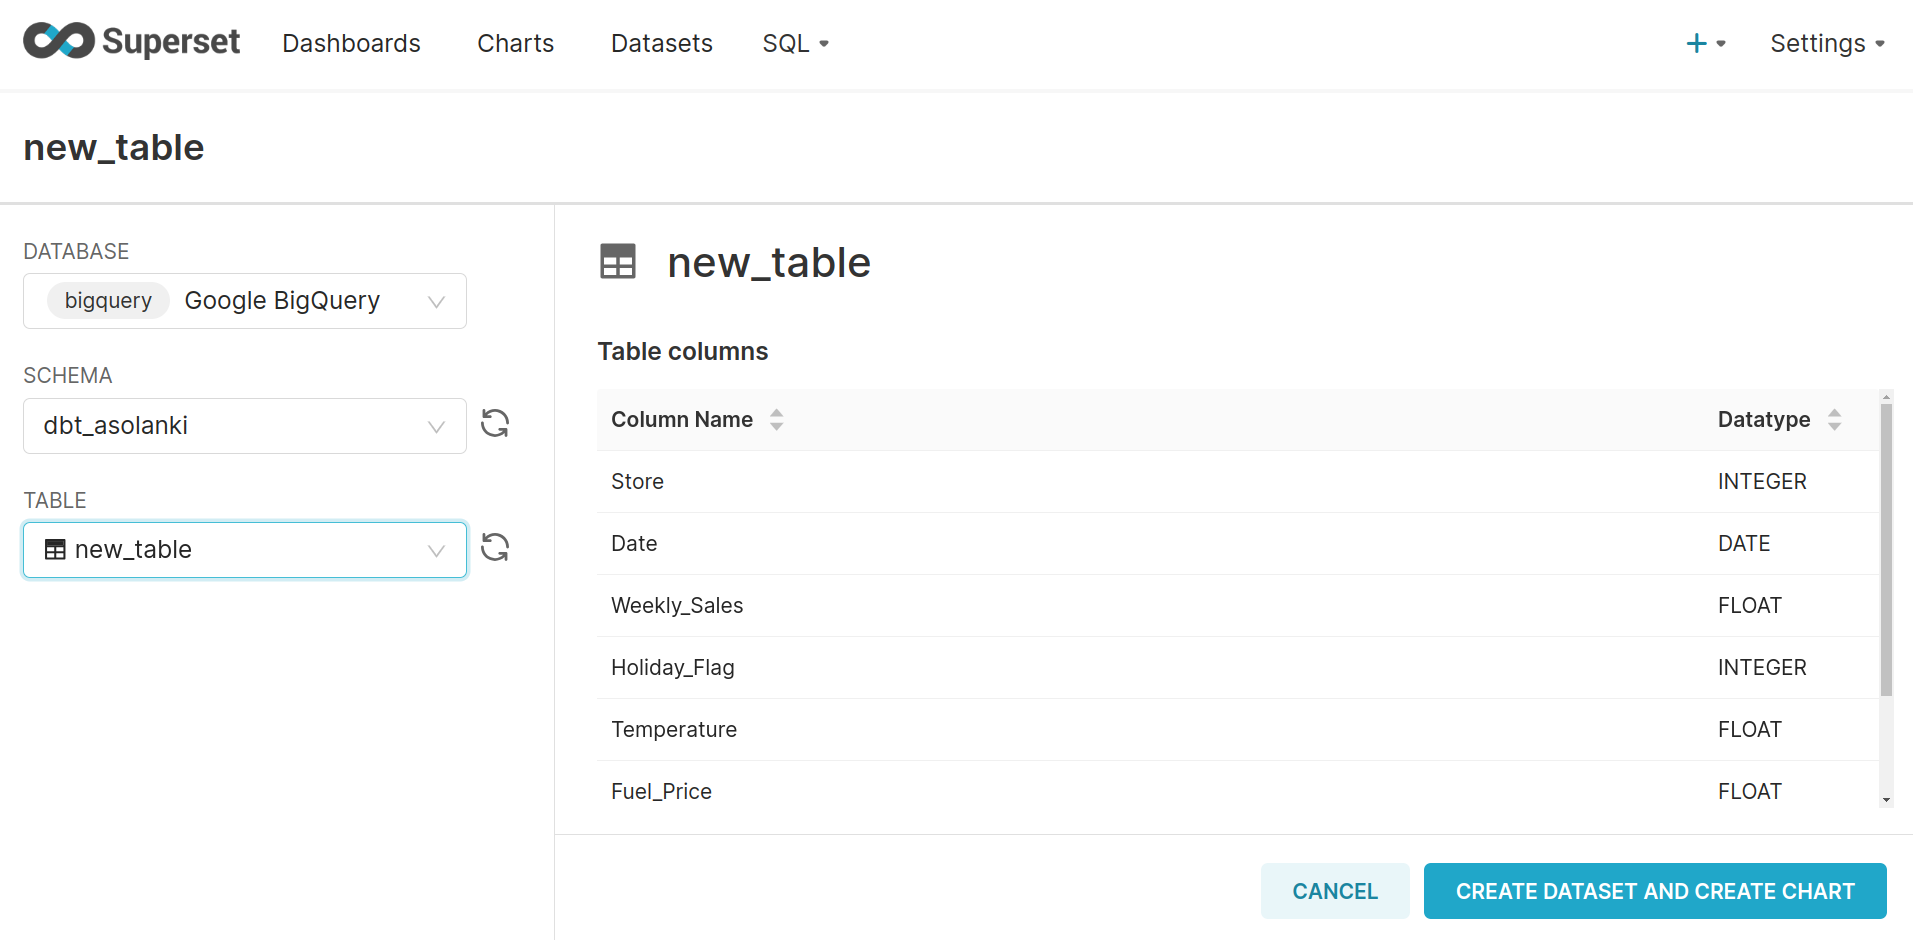 Superset Dashboards Charts Datasets SQL + Settings
new_table
DATABASE
bigquery Google BigQuery
SCHEMA
dbt_asolanki
TABLE
new_table
new_table
Table columns
Column Name Datatype
Store INTEGER
Date DATE
Weekly_Sales FLOAT
Holiday_Flag INTEGER
Temperature FLOAT
Fuel_Price FLOAT
CANCEL CREATE DATASET AND CREATE CHART